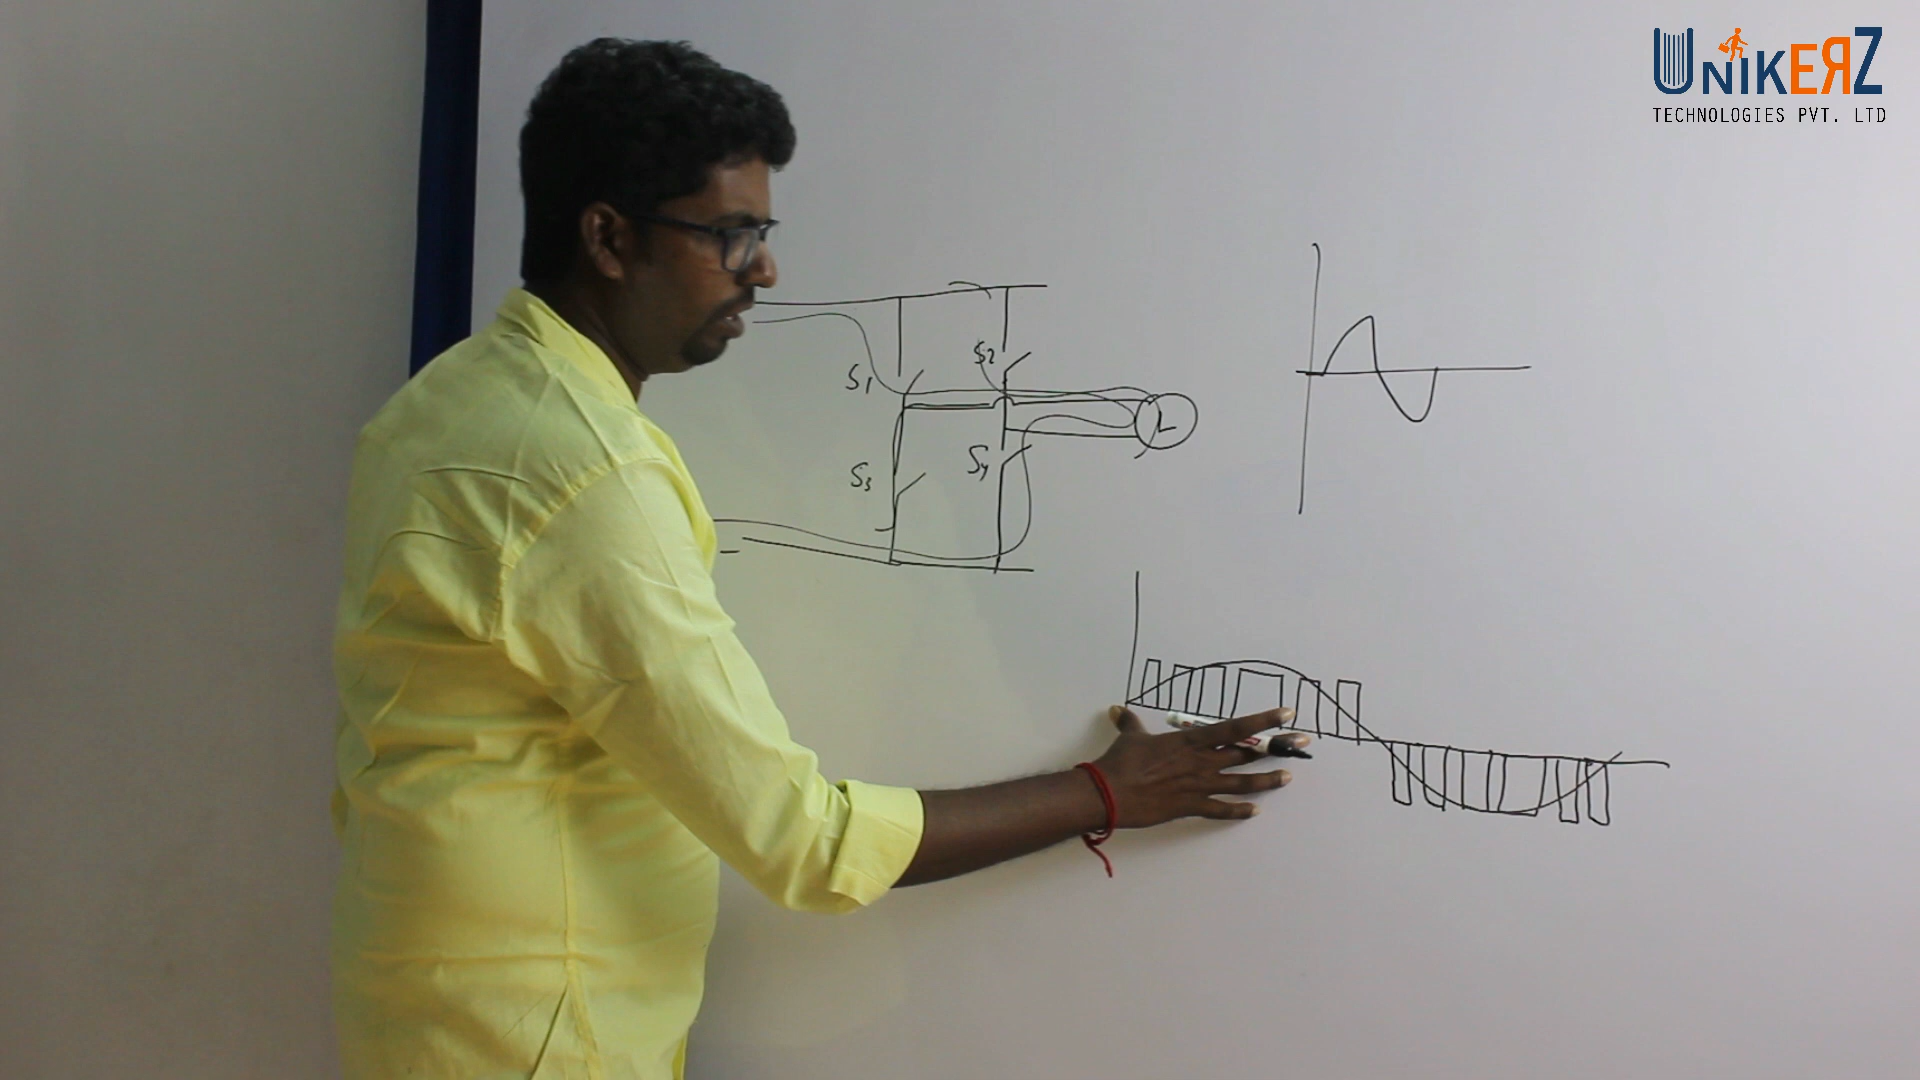 UNIKERZ
TECHNOLOGIES PVT. LTD
S1
S2
S3
S4
L